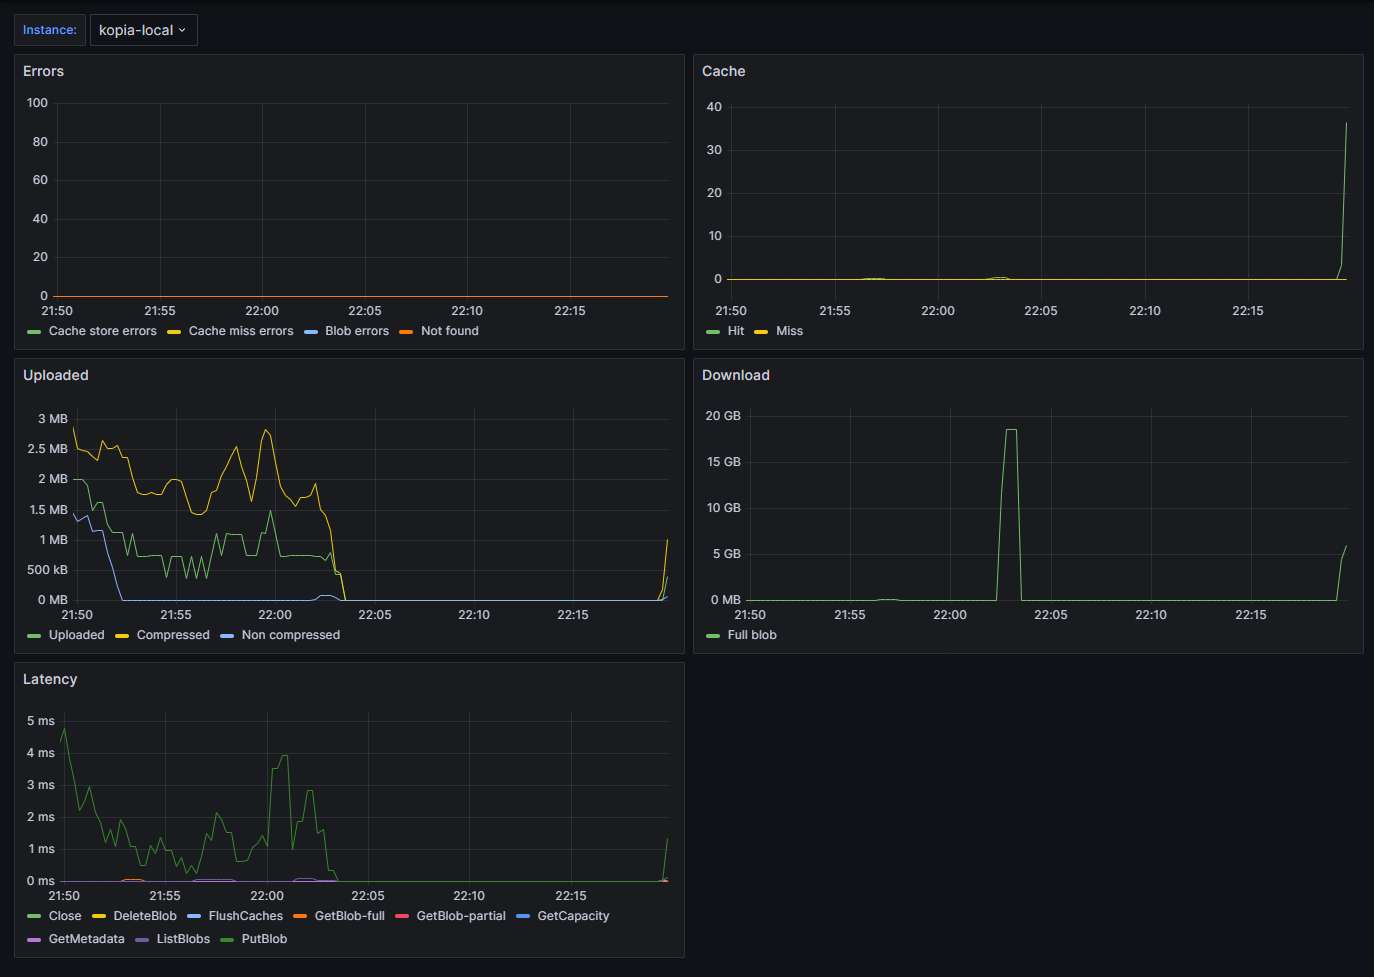 Instance: kopia-local
Errors
100
80
60
40
20
0
21:50 21:55 22:00 22:05 22:10 22:15
Cache store errors Cache miss errors Blob errors Not found
Cache
40
30
20
10
0
21:50 21:55 22:00 22:05 22:10 22:15
Hit Miss
Uploaded
3 MB
2.5 MB
2 MB
1.5 MB
1 MB
500 kB
0 MB
21:50 21:55 22:00 22:05 22:10 22:15
Uploaded Compressed Non compressed
Download
20 GB
15 GB
10 GB
5 GB
0 MB
21:50 21:55 22:00 22:05 22:10 22:15
Full blob
Latency
5 ms
4 ms
3 ms
2 ms
1 ms
0 ms
21:50 21:55 22:00 22:05 22:10 22:15
Close DeleteBlob FlushCaches GetBlob-full GetBlob-partial GetCapacity
GetMetadata ListBlobs PutBlob